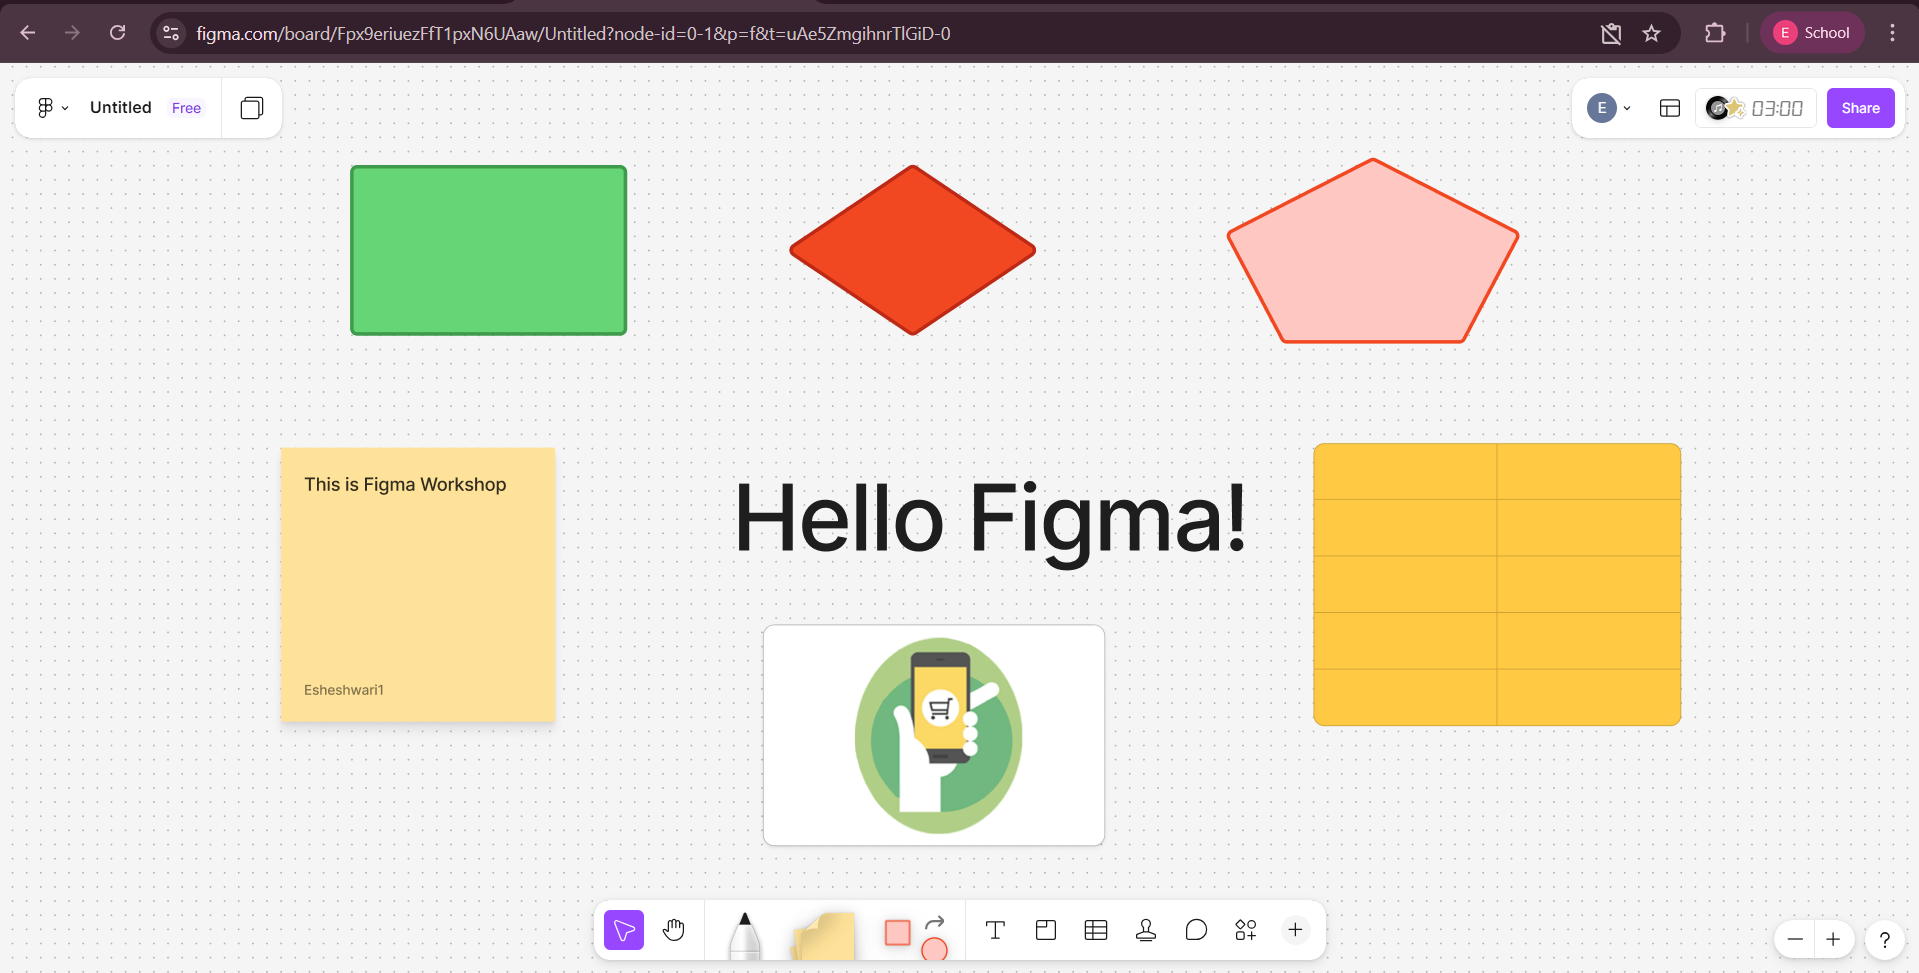 figma.com/board/Fpx9eriuezFfT1pxN6UAaw/Untitled?node-id=0-1&p=f&t=uAe5ZmgihnrTlGiD-0
E School
Untitled Free
E
03:00
Share
This is Figma Workshop
Esheshwari1
Hello Figma!
T
?